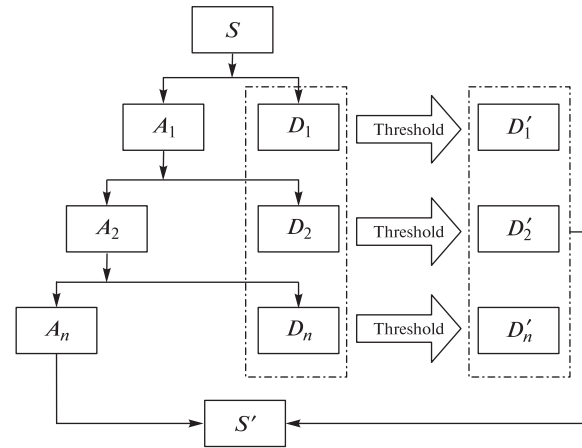 S
A₁
D₁
Threshold
D₁′
A₂
D₂
Threshold
D₂′
Aₙ
Dₙ
Threshold
Dₙ′
S′